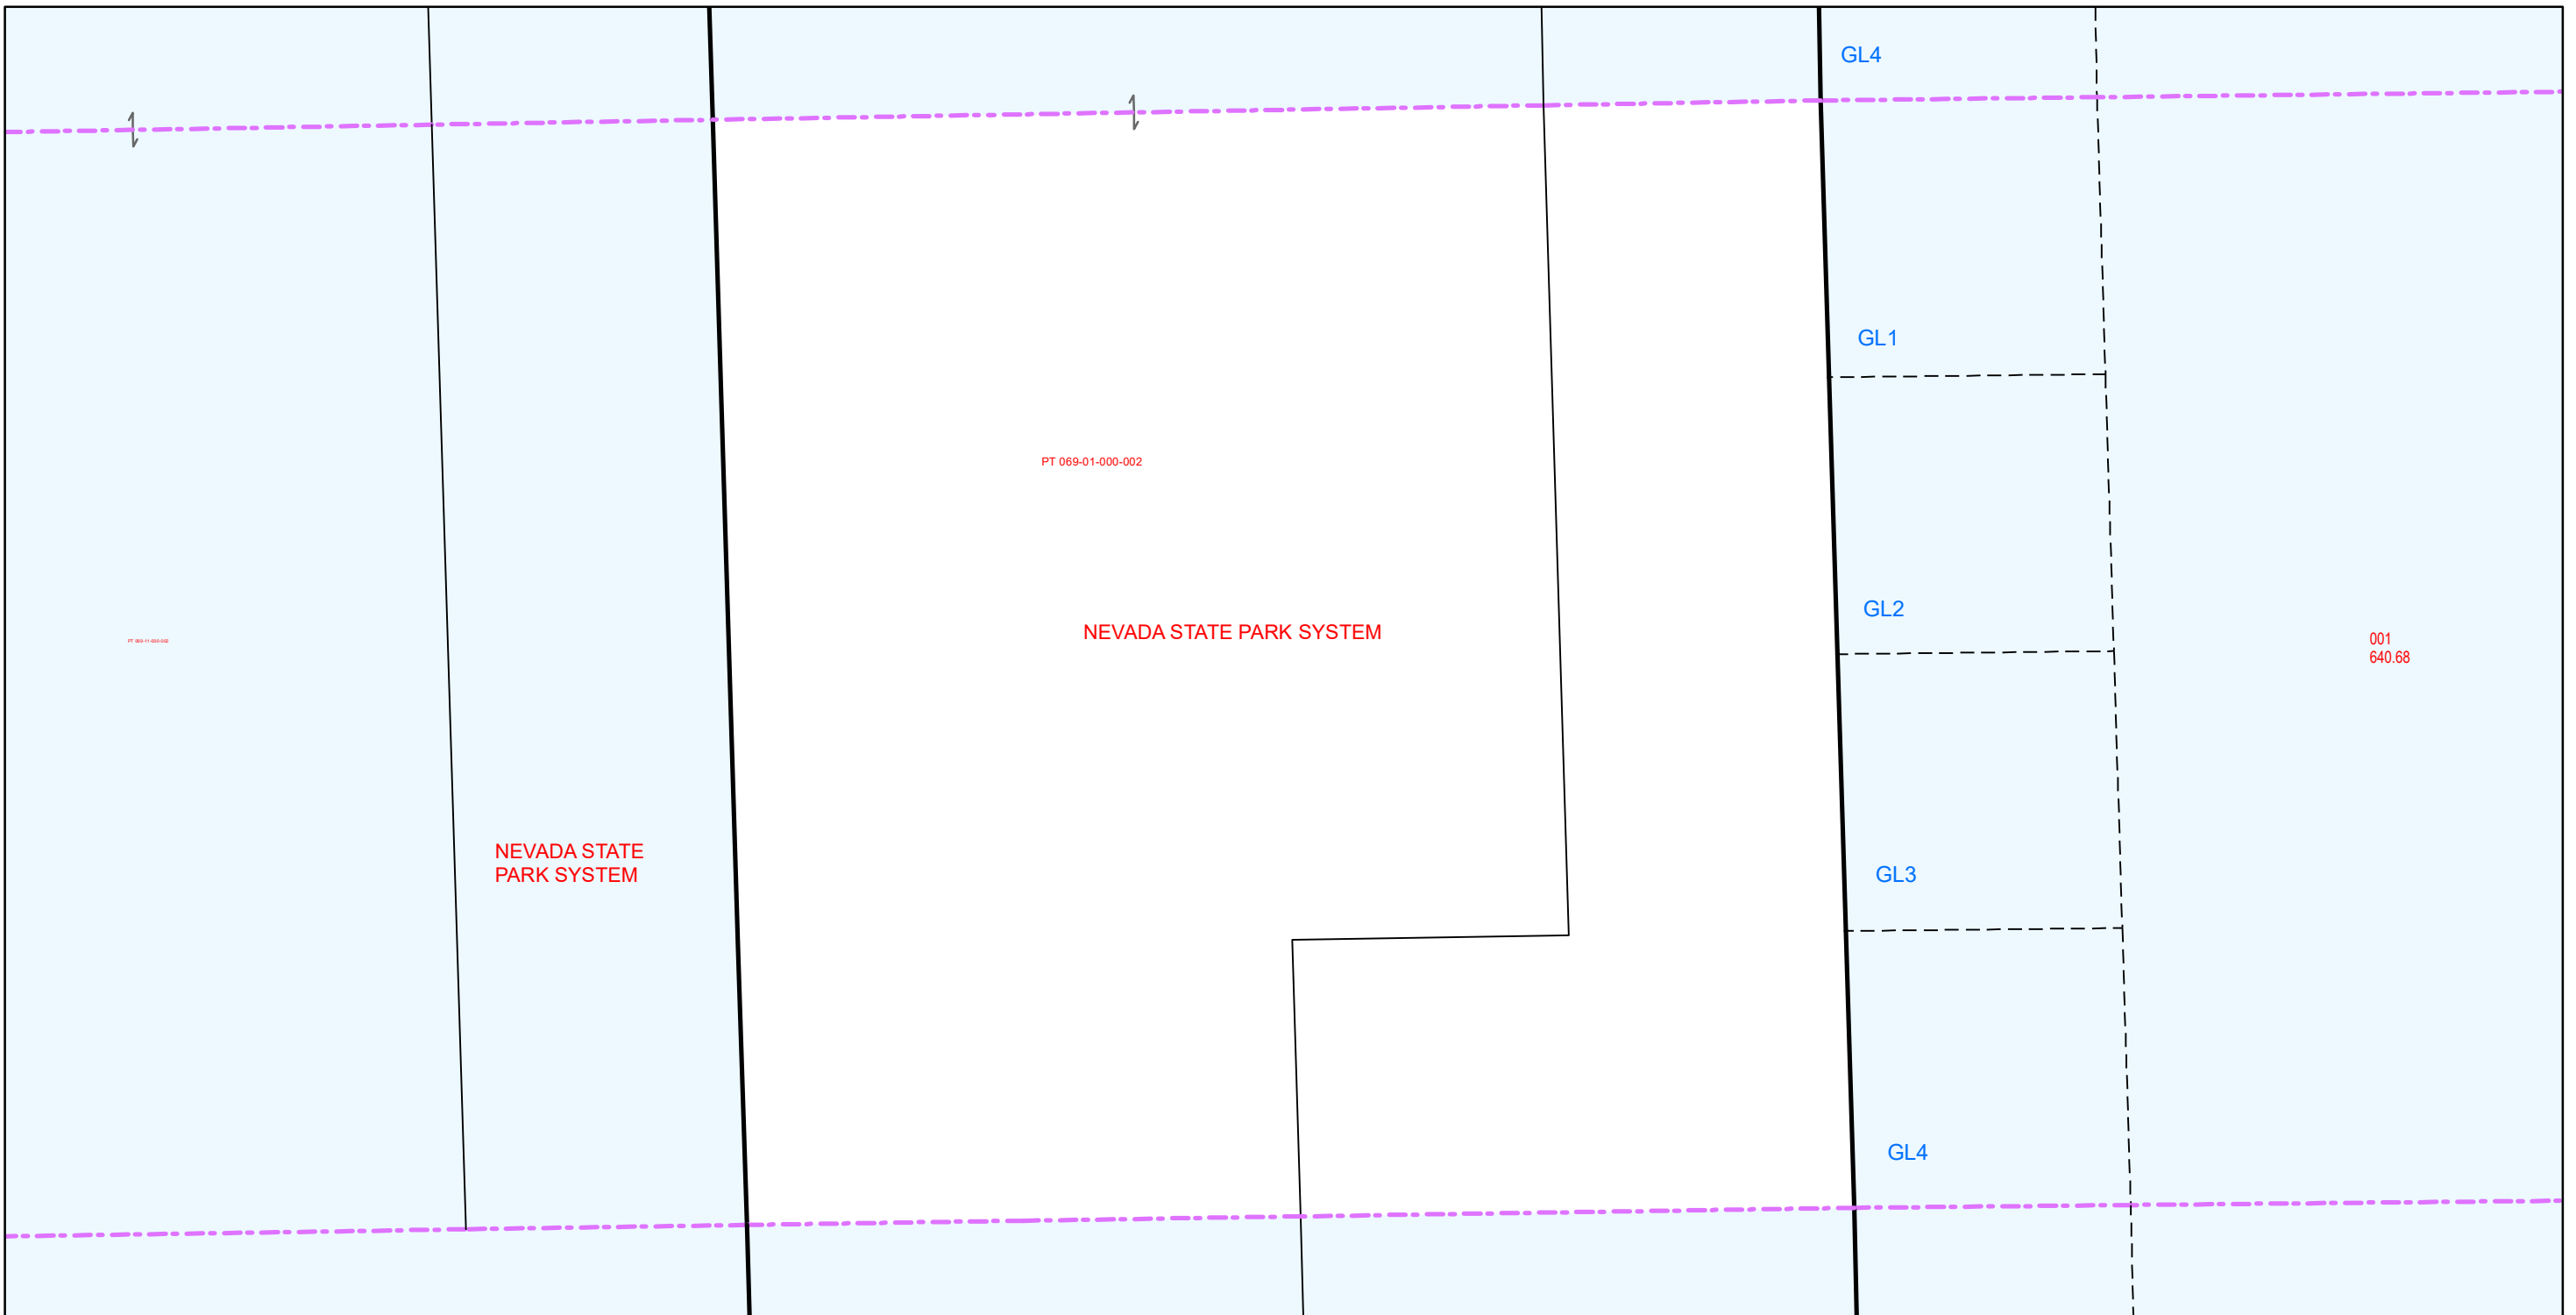 GL4
GL1
PT 069-01-000-002
GL2
NEVADA STATE PARK SYSTEM
001
640.68
NEVADA STATE
PARK SYSTEM
GL3
GL4